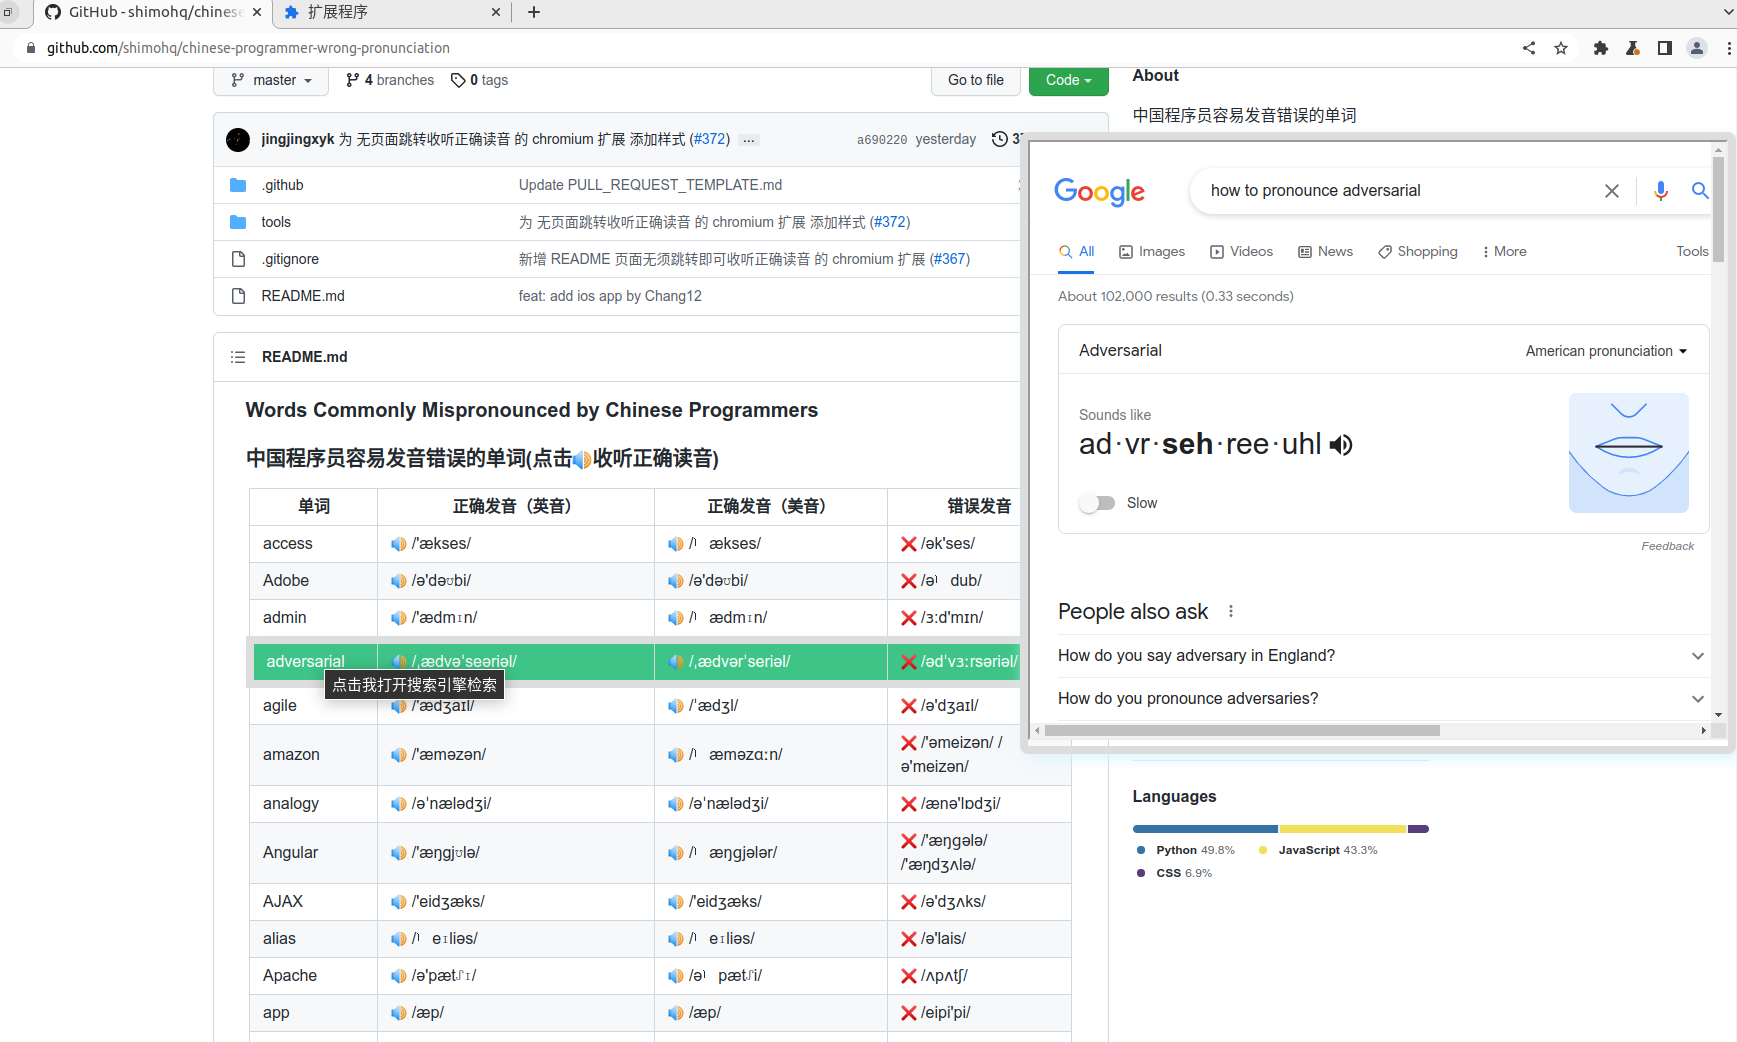 GitHub - shimohq/chinese
扩展程序
github.com/shimohq/chinese-programmer-wrong-pronunciation
master
4 branches
0 tags
Go to file
Code
About
中国程序员容易发音错误的单词
jingjingxyk 为 无页面跳转收听正确读音 的 chromium 扩展 添加样式 (#372) ...
a690220 yesterday
.github
Update PULL_REQUEST_TEMPLATE.md
tools
为 无页面跳转收听正确读音 的 chromium 扩展 添加样式 (#372)
.gitignore
新增 README 页面无须跳转即可收听正确读音 的 chromium 扩展 (#367)
README.md
feat: add ios app by Chang12
README.md
Words Commonly Mispronounced by Chinese Programmers
中国程序员容易发音错误的单词(点击🔊收听正确读音)
单词 正确发音（英音） 正确发音（美音） 错误发音
access 🔊 /'ækses/ 🔊 /ˈækses/ ❌ /ək'ses/
Adobe 🔊 /ə'dəʊbi/ 🔊 /ə'dəʊbi/ ❌ /əˈdub/
admin 🔊 /'ædmɪn/ 🔊 /ˈædmɪn/ ❌ /ɜ:d'mɪn/
adversarial 🔊 /ˌædvəˈseəriəl/ 🔊 /ˌædvərˈseriəl/ ❌ /ədˈvɜːrsəriəl/
点击我打开搜索引擎检索
agile 🔊 /'ædʒaɪl/ 🔊 /ˈædʒl/ ❌ /ə'dʒaɪl/
amazon 🔊 /'æməzən/ 🔊 /ˈæməzɑːn/ ❌ /'əmeizən/ /
ə'meizən/
analogy 🔊 /əˈnælədʒi/ 🔊 /əˈnælədʒi/ ❌ /ænə'lɒdʒi/
Angular 🔊 /'æŋgjʊlə/ 🔊 /ˈæŋgjələr/ ❌ /'æŋgələ/
/'æŋdʒʌlə/
AJAX 🔊 /'eidʒæks/ 🔊 /'eidʒæks/ ❌ /ə'dʒʌks/
alias 🔊 /ˈeɪliəs/ 🔊 /ˈeɪliəs/ ❌ /ə'lais/
Apache 🔊 /ə'pætʃɪ/ 🔊 /əˈpætʃi/ ❌ /ʌpʌtʃ/
app 🔊 /æp/ 🔊 /æp/ ❌ /eipi'pi/
Google
how to pronounce adversarial
All Images Videos News Shopping More Tools
About 102,000 results (0.33 seconds)
Adversarial
American pronunciation
Sounds like
ad·vr·seh·ree·uhl
Slow
Feedback
People also ask
How do you say adversary in England?
How do you pronounce adversaries?
Languages
Python 49.8% JavaScript 43.3%
CSS 6.9%